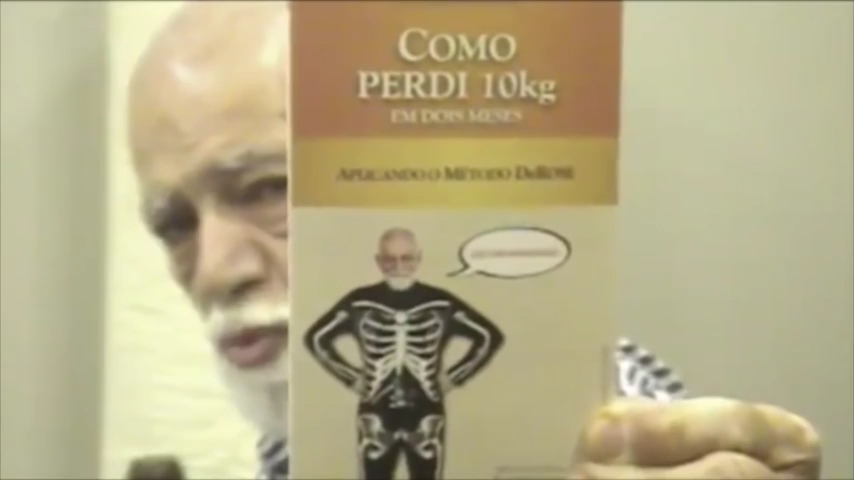 COMO
PERDI 10kg
EM DOIS MESES
APLICANDO O MÉTODO DeROSE